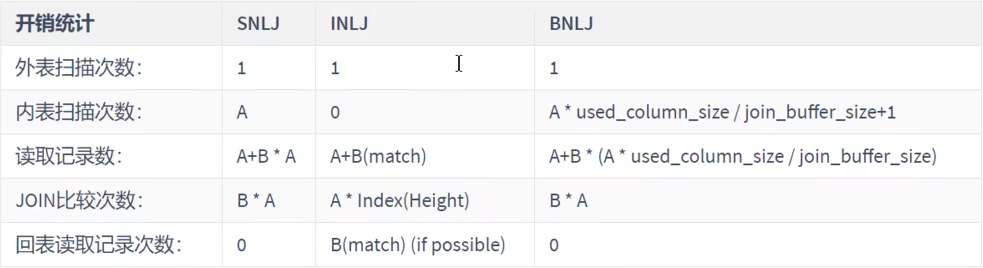 开销统计 SNLJ INLJ BNLJ
外表扫描次数： 1 1 1
内表扫描次数： A 0 A * used_column_size / join_buffer_size+1
读取记录数： A+B * A A+B(match) A+B * (A * used_column_size / join_buffer_size)
JOIN比较次数： B * A A * Index(Height) B * A
回表读取记录次数： 0 B(match) (if possible) 0